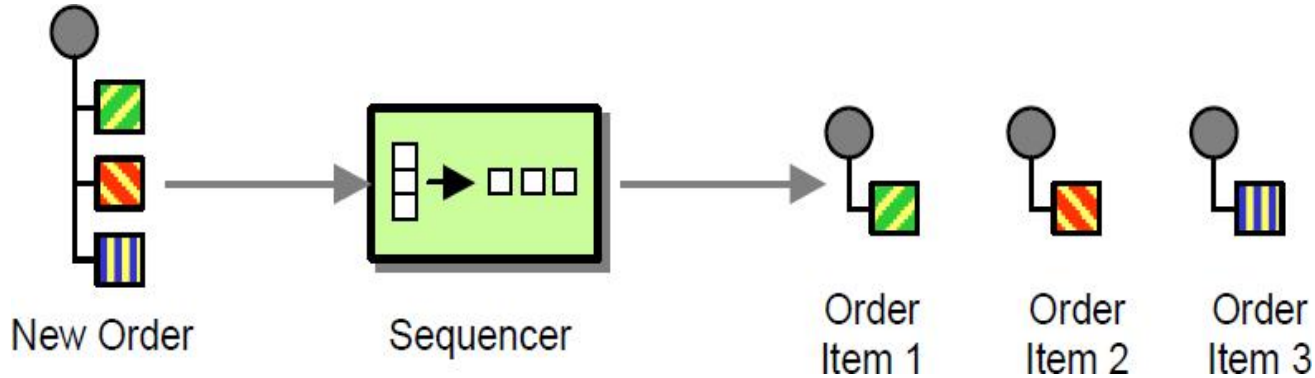 New Order
Sequencer
Order
Item 1
Order
Item 2
Order
Item 3